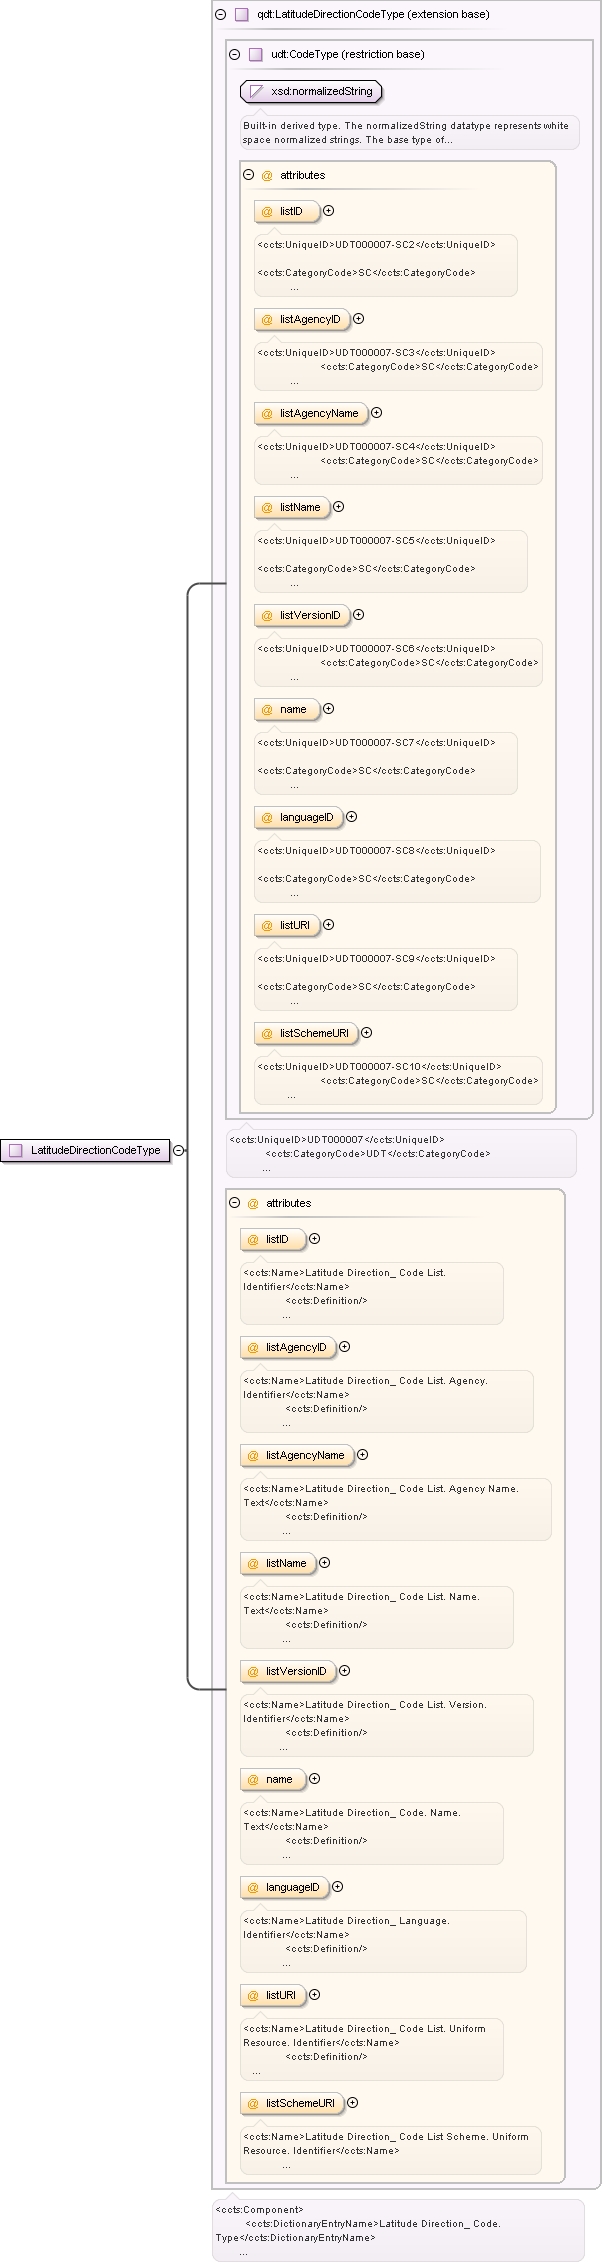 qdt:LatitudeDirectionCodeType (extension base)
udt:CodeType (restriction base)
xsd:normalizedString
Built-in derived type. The normalizedString datatype represents white
space normalized strings. The base type of...
@ attributes
@ listID
<ccts:UniqueID>UDT000007-SC2</ccts:UniqueID>
<ccts:CategoryCode>SC</ccts:CategoryCode>
...
@ listAgencyID
<ccts:UniqueID>UDT000007-SC3</ccts:UniqueID>
<ccts:CategoryCode>SC</ccts:CategoryCode>
...
@ listAgencyName
<ccts:UniqueID>UDT000007-SC4</ccts:UniqueID>
<ccts:CategoryCode>SC</ccts:CategoryCode>
...
@ listName
<ccts:UniqueID>UDT000007-SC5</ccts:UniqueID>
<ccts:CategoryCode>SC</ccts:CategoryCode>
...
@ listVersionID
<ccts:UniqueID>UDT000007-SC6</ccts:UniqueID>
<ccts:CategoryCode>SC</ccts:CategoryCode>
...
@ name
<ccts:UniqueID>UDT000007-SC7</ccts:UniqueID>
<ccts:CategoryCode>SC</ccts:CategoryCode>
...
@ languageID
<ccts:UniqueID>UDT000007-SC8</ccts:UniqueID>
<ccts:CategoryCode>SC</ccts:CategoryCode>
...
@ listURI
<ccts:UniqueID>UDT000007-SC9</ccts:UniqueID>
<ccts:CategoryCode>SC</ccts:CategoryCode>
...
@ listSchemeURI
<ccts:UniqueID>UDT000007-SC10</ccts:UniqueID>
<ccts:CategoryCode>SC</ccts:CategoryCode>
...
<ccts:UniqueID>UDT000007</ccts:UniqueID>
<ccts:CategoryCode>UDT</ccts:CategoryCode>
...
LatitudeDirectionCodeType
@ attributes
@ listID
<ccts:Name>Latitude Direction_ Code List.
Identifier</ccts:Name>
<ccts:Definition/>
...
@ listAgencyID
<ccts:Name>Latitude Direction_ Code List. Agency.
Identifier</ccts:Name>
<ccts:Definition/>
...
@ listAgencyName
<ccts:Name>Latitude Direction_ Code List. Agency Name.
Text</ccts:Name>
<ccts:Definition/>
...
@ listName
<ccts:Name>Latitude Direction_ Code List. Name.
Text</ccts:Name>
<ccts:Definition/>
...
@ listVersionID
<ccts:Name>Latitude Direction_ Code List. Version.
Identifier</ccts:Name>
<ccts:Definition/>
...
@ name
<ccts:Name>Latitude Direction_ Code. Name.
Text</ccts:Name>
<ccts:Definition/>
...
@ languageID
<ccts:Name>Latitude Direction_ Language.
Identifier</ccts:Name>
<ccts:Definition/>
...
@ listURI
<ccts:Name>Latitude Direction_ Code List. Uniform
Resource. Identifier</ccts:Name>
<ccts:Definition/>
...
@ listSchemeURI
<ccts:Name>Latitude Direction_ Code List Scheme. Uniform
Resource. Identifier</ccts:Name>
...
<ccts:Component>
<ccts:DictionaryEntryName>Latitude Direction_ Code.
Type</ccts:DictionaryEntryName>
...